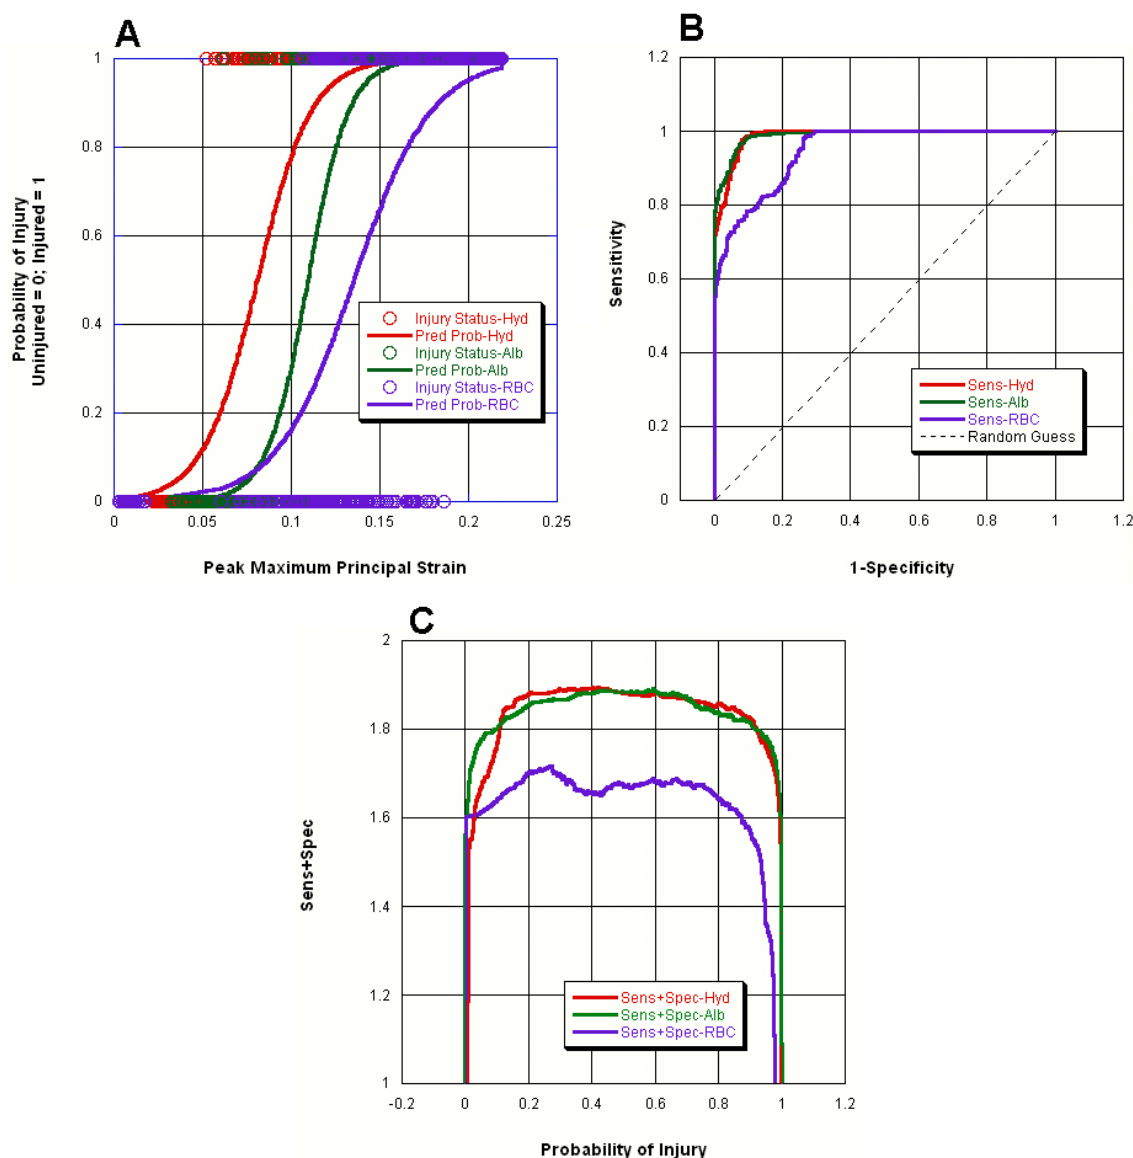 A
Probability of Injury
Uninjured = 0; Injured = 1
1
0.8
0.6
0.4
0.2
0
Injury Status-Hyd
Pred Prob-Hyd
Injury Status-Alb
Pred Prob-Alb
Injury Status-RBC
Pred Prob-RBC
0
0.05
0.1
0.15
0.2
0.25
Peak Maximum Principal Strain
B
Sensitivity
1.2
1
0.8
0.6
0.4
0.2
0
Sens-Hyd
Sens-Alb
Sens-RBC
Random Guess
0
0.2
0.4
0.6
0.8
1
1.2
1-Specificity
C
Sens+Spec
2
1.8
1.6
1.4
1.2
1
Sens+Spec-Hyd
Sens+Spec-Alb
Sens+Spec-RBC
-0.2
0
0.2
0.4
0.6
0.8
1
1.2
Probability of Injury